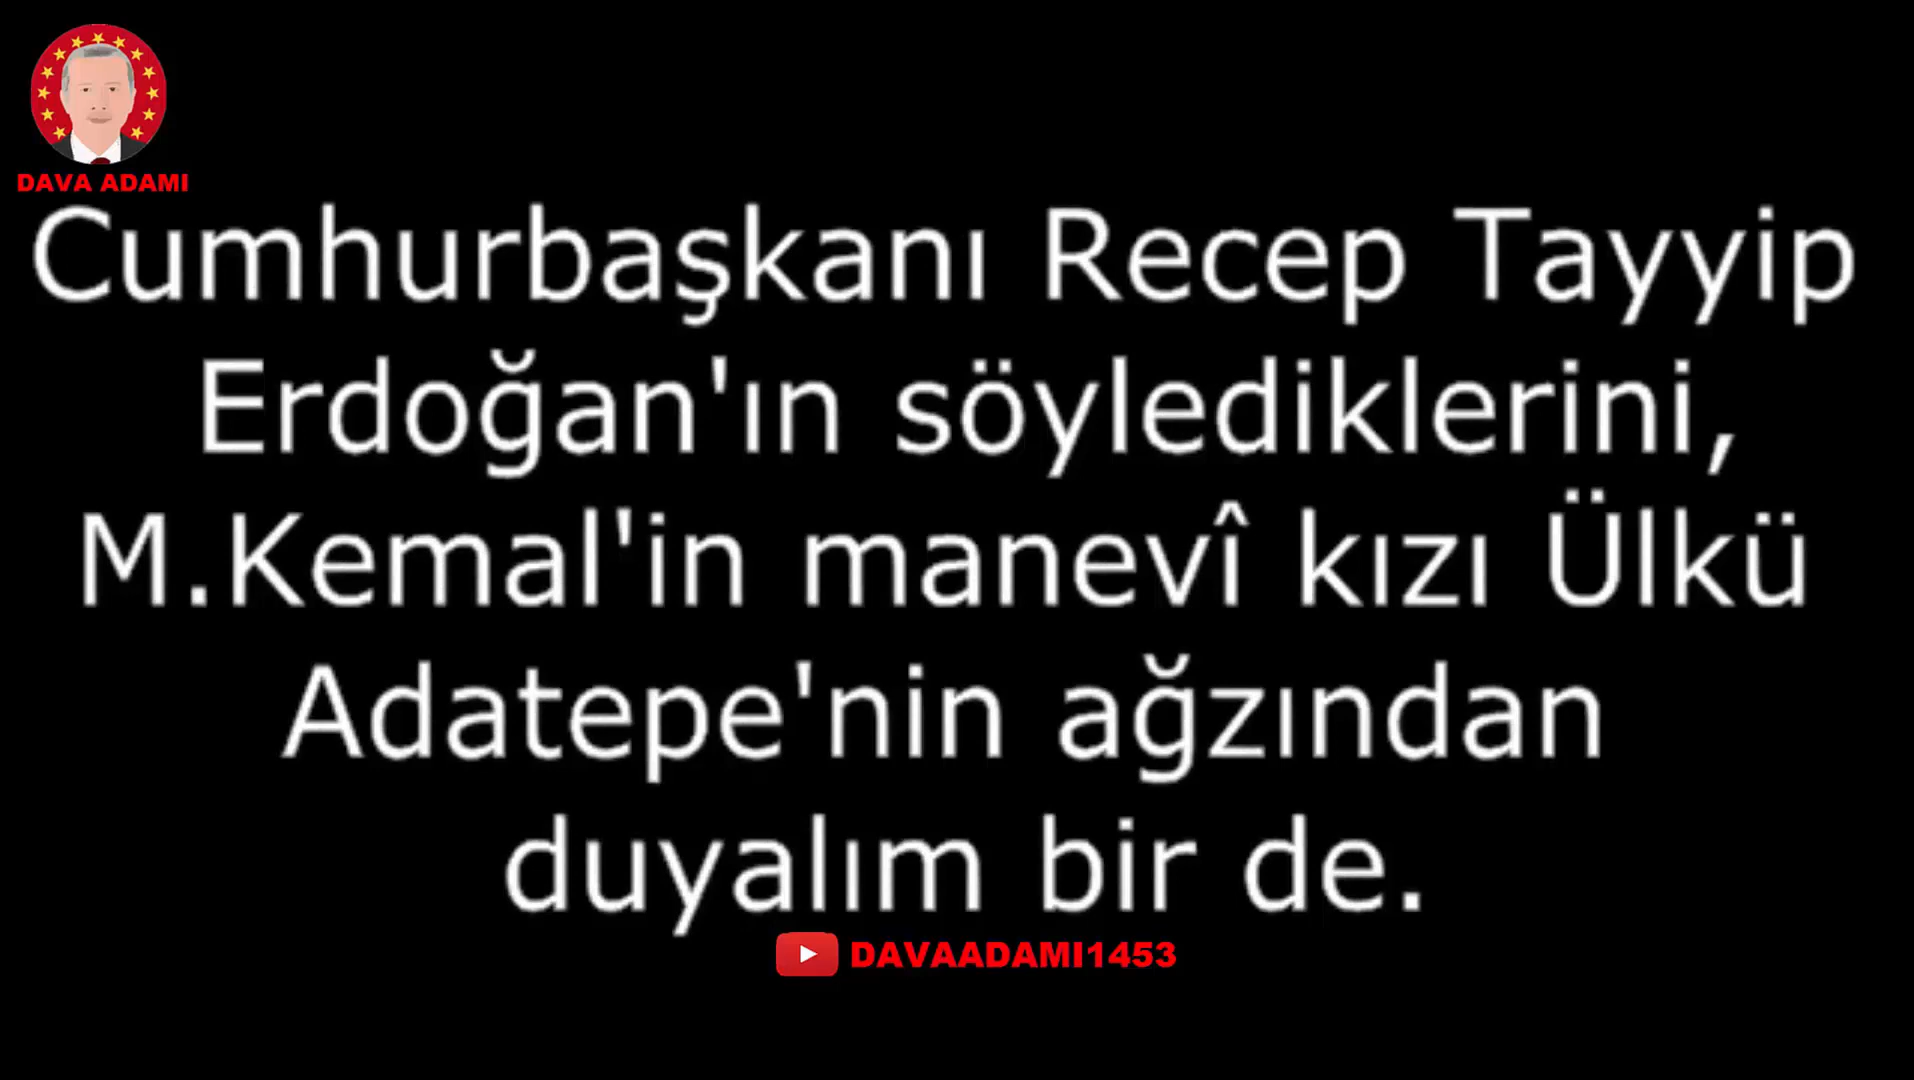 DAVA ADAMI
Cumhurbaşkanı Recep Tayyip
Erdoğan'ın söylediklerini,
M.Kemal'in manevî kızı Ülkü
Adatepe'nin ağzından
duyalım bir de.
DAVAADAMI1453